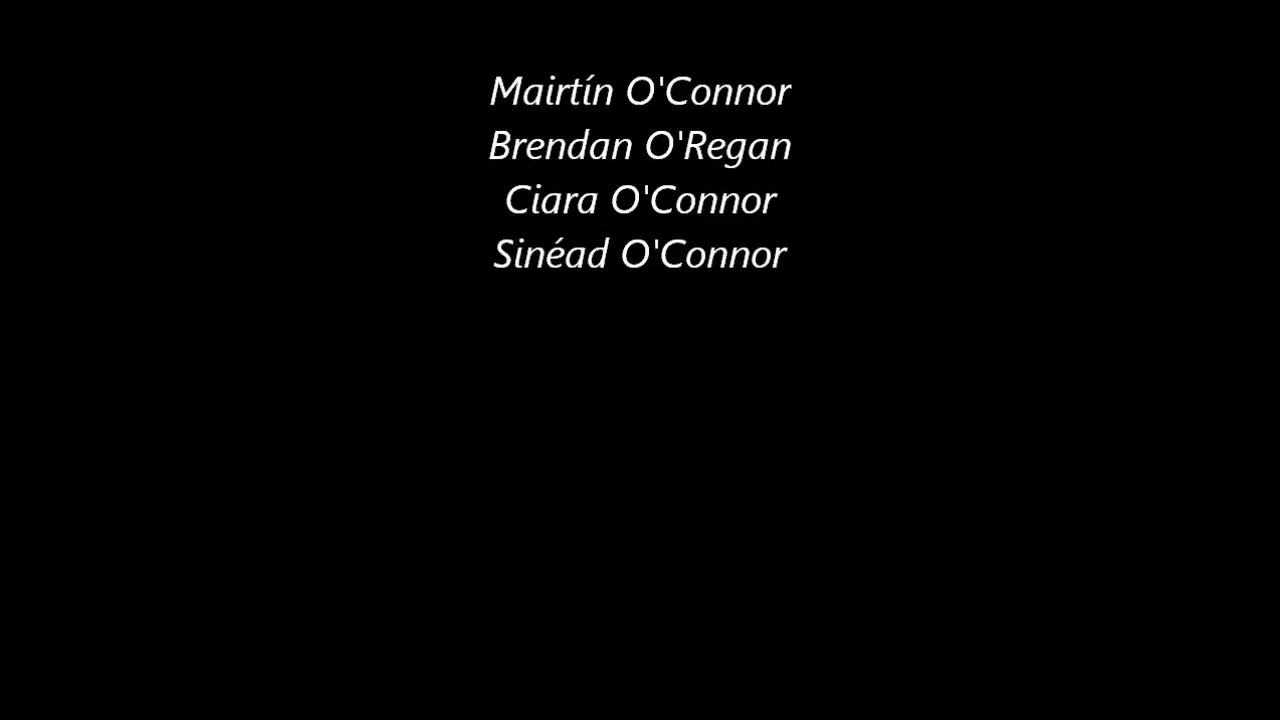 Mairtín O'Connor
Brendan O'Regan
Ciara O'Connor
Sinéad O'Connor